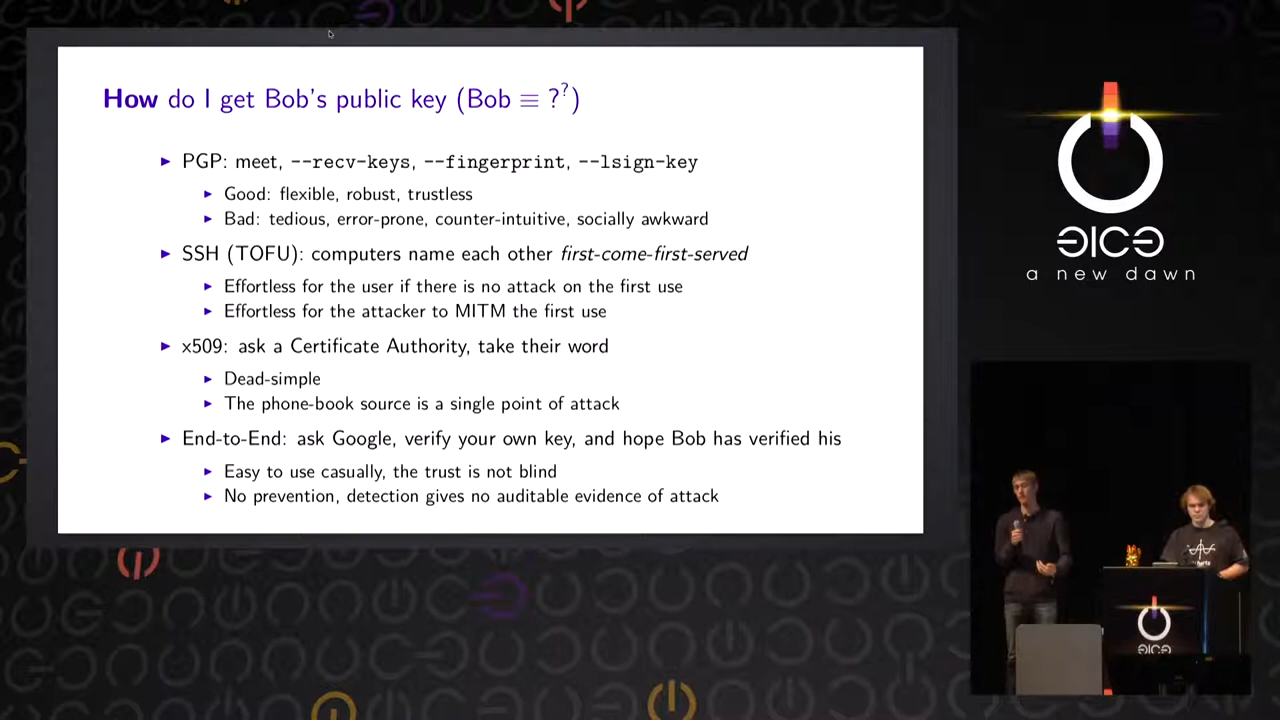 How do I get Bob's public key (Bob ≡ ?^?)
▶ PGP: meet, --recv-keys, --fingerprint, --lsign-key
▶ Good: flexible, robust, trustless
▶ Bad: tedious, error-prone, counter-intuitive, socially awkward
▶ SSH (TOFU): computers name each other first-come-first-served
▶ Effortless for the user if there is no attack on the first use
▶ Effortless for the attacker to MITM the first use
▶ x509: ask a Certificate Authority, take their word
▶ Dead-simple
▶ The phone-book source is a single point of attack
▶ End-to-End: ask Google, verify your own key, and hope Bob has verified his
▶ Easy to use casually, the trust is not blind
▶ No prevention, detection gives no auditable evidence of attack
a new dawn